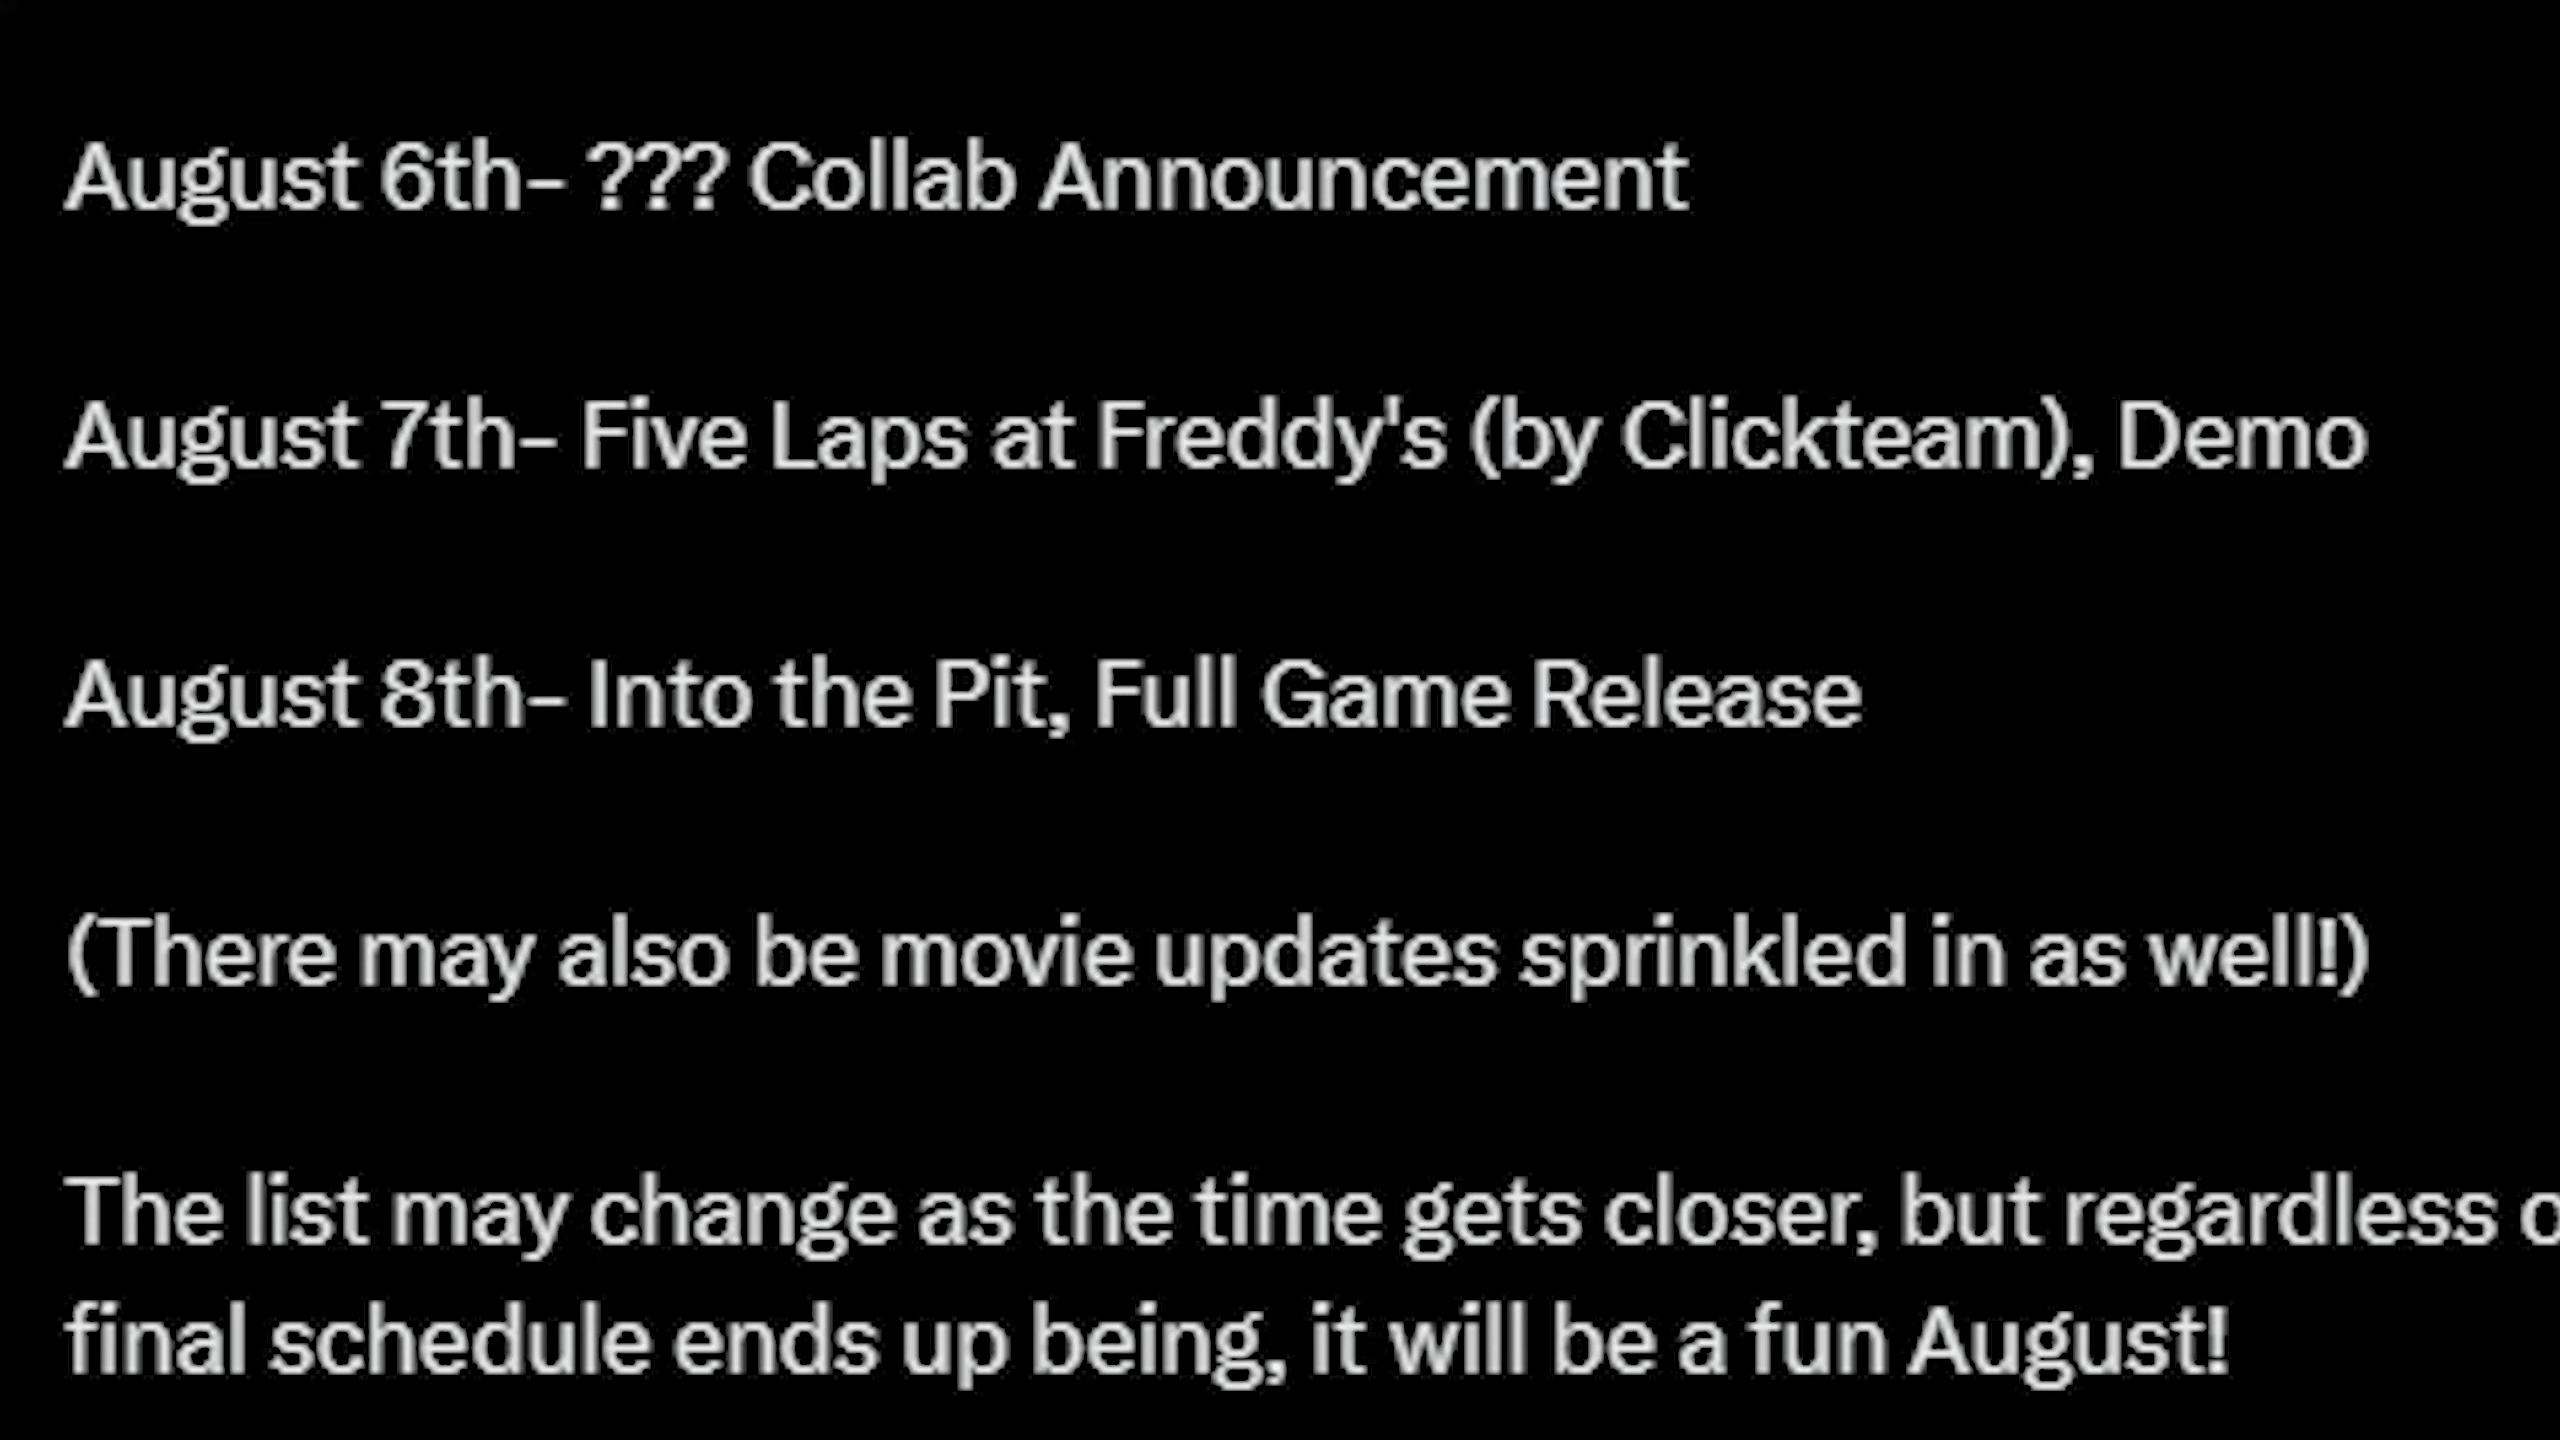 August 6th– ??? Collab Announcement
August 7th– Five Laps at Freddy's (by Clickteam), Demo
August 8th– Into the Pit, Full Game Release
(There may also be movie updates sprinkled in as well!)
The list may change as the time gets closer, but regardless
final schedule ends up being, it will be a fun August!